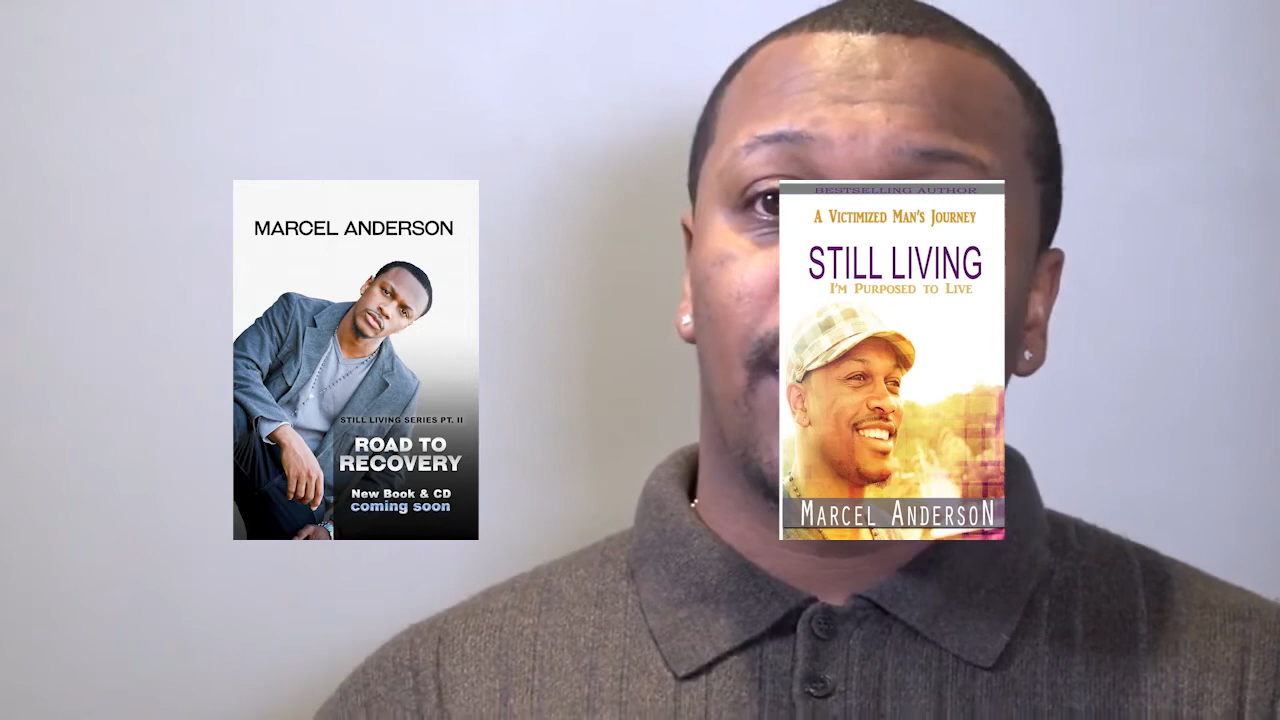 MARCEL ANDERSON
STILL LIVING SERIES PT. II
ROAD TO
RECOVERY
New Book & CD
coming soon
BESTSELLING AUTHOR
A VICTIMIZED MAN'S JOURNEY
STILL LIVING
I'M PURPOSED TO LIVE
MARCEL ANDERSON